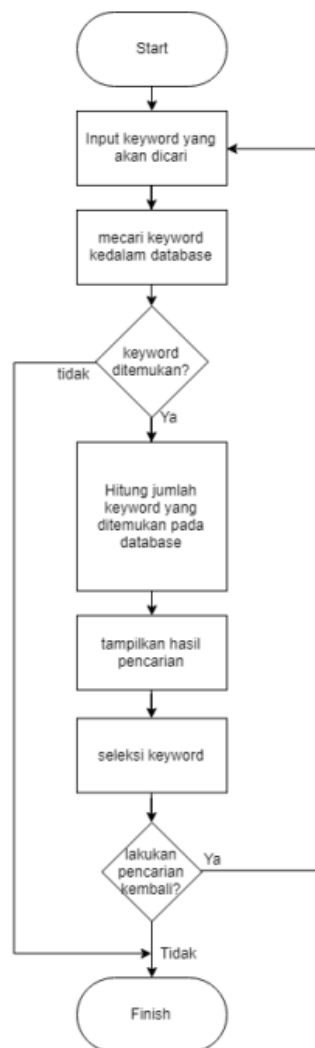 Start
Input keyword yang
akan dicari
mecari keyword
kedalam database
keyword
ditemukan?
tidak
Ya
Hitung jumlah
keyword yang
ditemukan pada
database
tampilkan hasil
pencarian
seleksi keyword
lakukan
pencarian
kembali?
Ya
Tidak
Finish